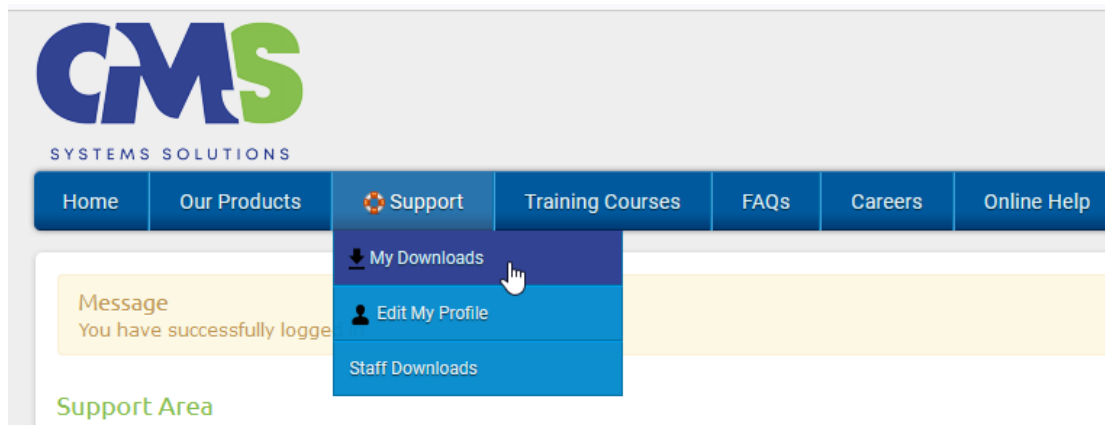 CMS
SYSTEMS SOLUTIONS
Home Our Products Support Training Courses FAQs Careers Online Help
My Downloads
Message
You have successfully logge
Edit My Profile
Staff Downloads
Support Area